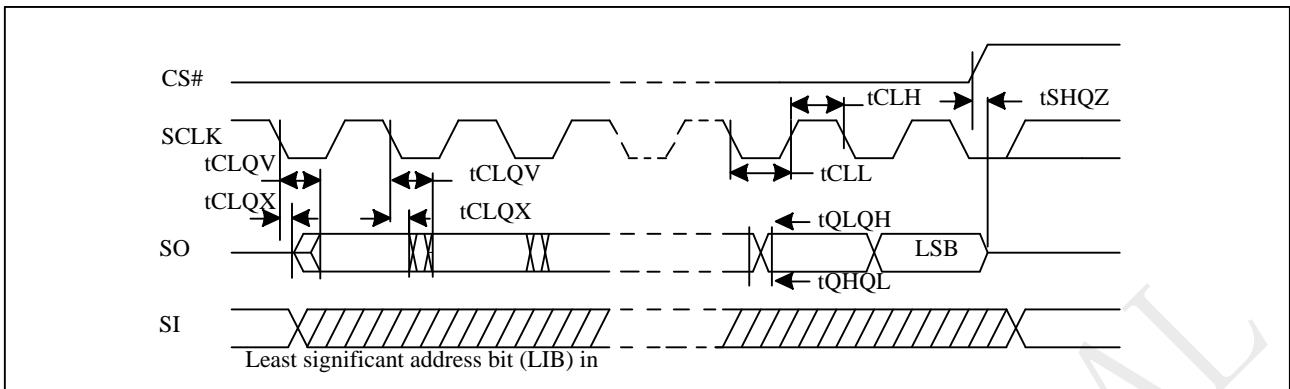 CS#
tCLH
tSHQZ
SCLK
tCLQV
tCLQV
tCLL
tCLQX
tCLQX
tQLQH
SO
LSB
tQHQL
SI
Least significant address bit (LIB) in